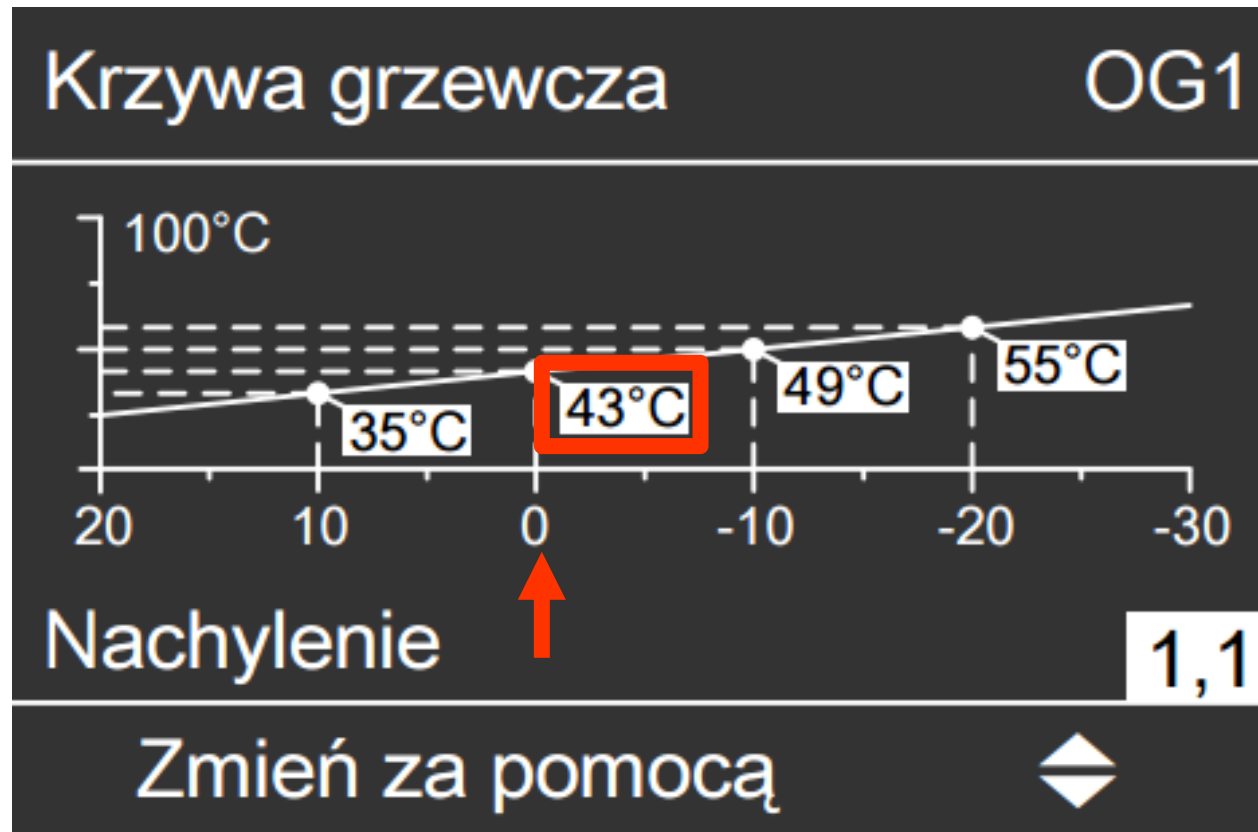 Krzywa grzewcza OG1
100°C
35°C 43°C 49°C 55°C
20 10 0 -10 -20 -30
Nachylenie 1,1
Zmień za pomocą